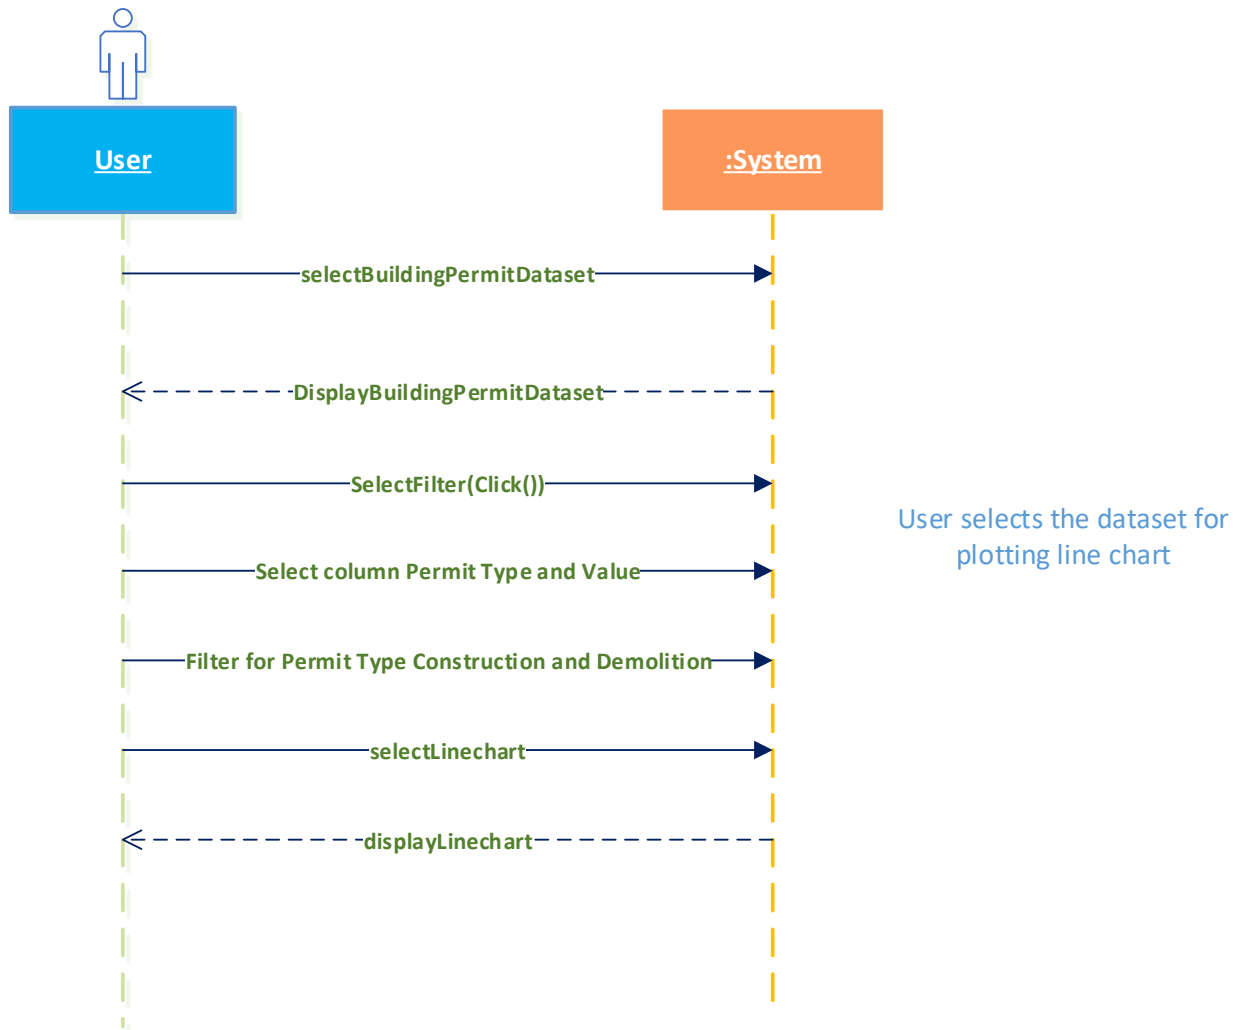 User
:System
selectBuildingPermitDataset
DisplayBuildingPermitDataset
SelectFilter(Click())
User selects the dataset for
plotting line chart
Select column Permit Type and Value
Filter for Permit Type Construction and Demolition
selectLinechart
displayLinechart